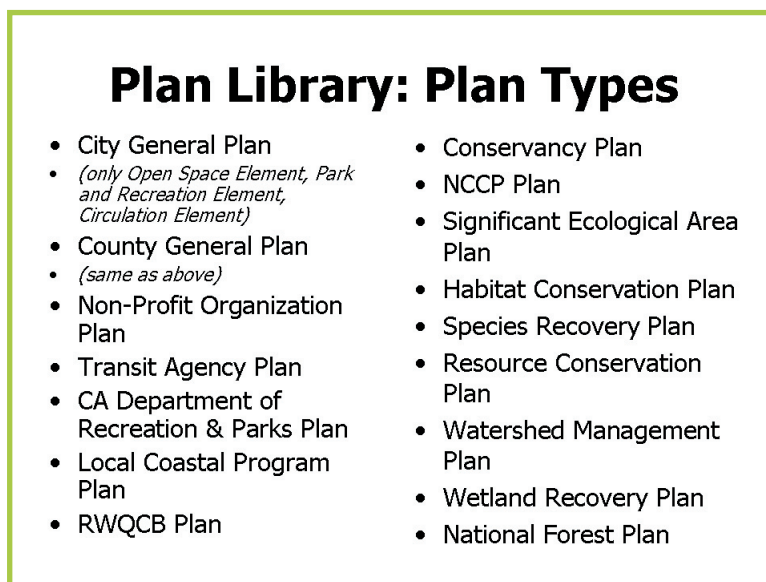 Plan Library: Plan Types
• City General Plan
• (only Open Space Element, Park
and Recreation Element,
Circulation Element)
• County General Plan
• (same as above)
• Non-Profit Organization
Plan
• Transit Agency Plan
• CA Department of
Recreation & Parks Plan
• Local Coastal Program
Plan
• RWQCB Plan
• Conservancy Plan
• NCCP Plan
• Significant Ecological Area
Plan
• Habitat Conservation Plan
• Species Recovery Plan
• Resource Conservation
Plan
• Watershed Management
Plan
• Wetland Recovery Plan
• National Forest Plan